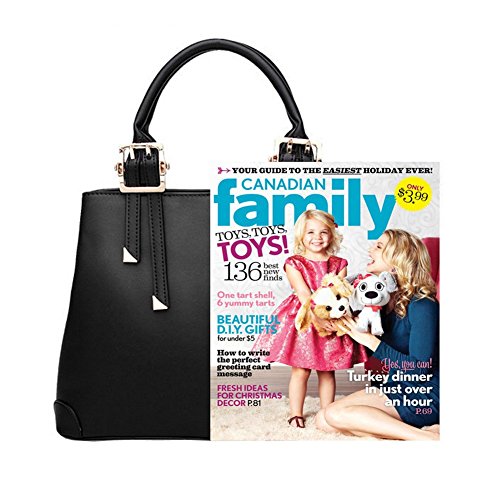 YOUR GUIDE TO THE EASIEST HOLIDAY EVER!
CANADIAN
family
ONLY
$3.99
TOYS, TOYS,
TOYS!
136 best new finds
One tart shell,
6 yummy tarts
BEAUTIFUL
D.I.Y. GIFTS
for under $5
How to write
the perfect
greeting card
message
FRESH IDEAS
FOR CHRISTMAS
DECOR P.81
Yes, you can!
Turkey dinner
in just over
an hour
P.69